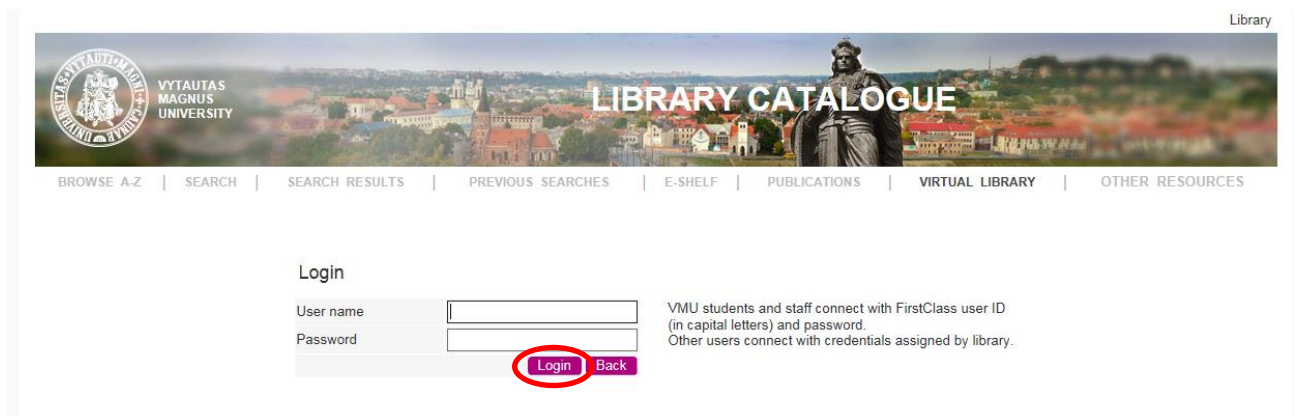 Library
VYTAUTAS
MAGNUS
UNIVERSITY
LIBRARY CATALOGUE
BROWSE A-Z | SEARCH | SEARCH RESULTS | PREVIOUS SEARCHES | E-SHELF | PUBLICATIONS | VIRTUAL LIBRARY | OTHER RESOURCES
Login
User name
VMU students and staff connect with FirstClass user ID
(in capital letters) and password.
Password
Other users connect with credentials assigned by library.
Login Back